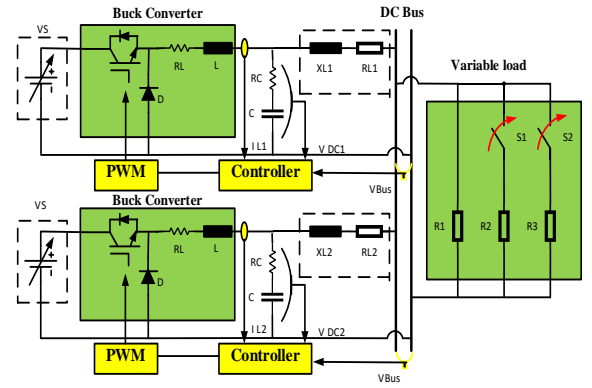 Buck Converter
DC Bus
VS
RL
L
D
RC
C
XL1
RL1
Variable load
S1
S2
R1
R2
R3
I L1
V DC1
PWM
Controller
VBus
Buck Converter
VS
RL
L
D
RC
C
XL2
RL2
I L2
V DC2
PWM
Controller
VBus